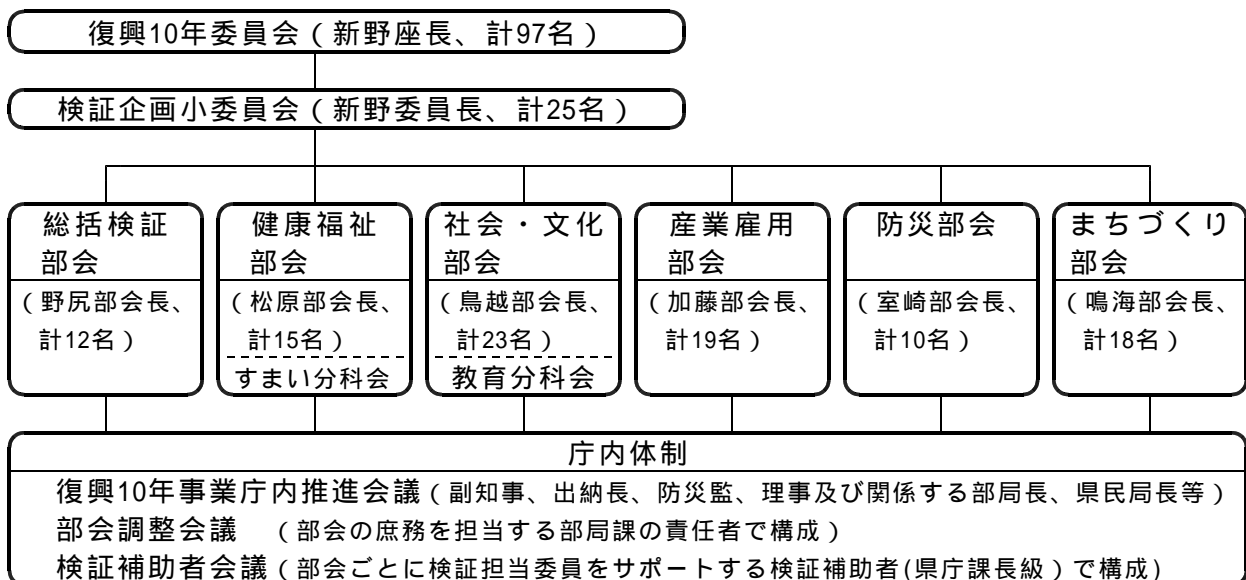 復興10年委員会（新野座長、計97名）
検証企画小委員会（新野委員長、計25名）
総括検証
部会
（野尻部会長、
計12名）
健康福祉
部会
（松原部会長、
計15名）
すまい分科会
社会・文化
部会
（鳥越部会長、
計23名）
教育分科会
産業雇用
部会
（加藤部会長、
計19名）
防災部会
（室崎部会長、
計10名）
まちづくり
部会
（鳴海部会長、
計18名）
庁内体制
復興10年事業庁内推進会議（副知事、出納長、防災監、理事及び関係する部局長、県民局長等）
部会調整会議　（部会の庶務を担当する部局課の責任者で構成）
検証補助者会議（部会ごとに検証担当委員をサポートする検証補助者(県庁課長級）で構成)